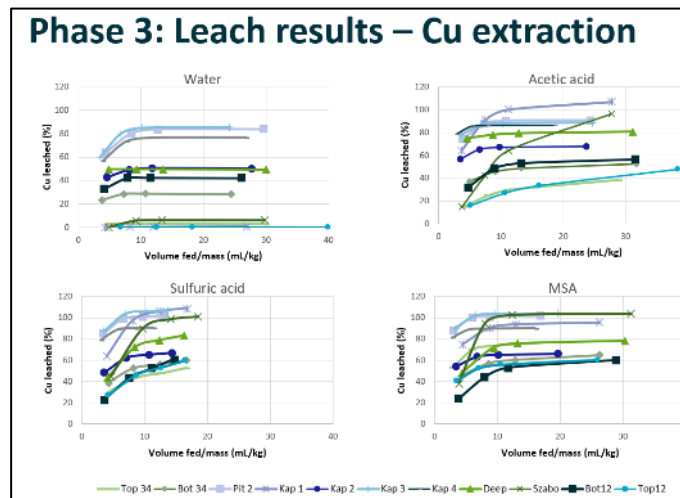 Phase 3: Leach results – Cu extraction
Water
Cu leached (%)
120
100
80
60
40
20
0
0 10 20 30 40
Volume fed/mass (mL/kg)
Acetic acid
Cu leached (%)
120
100
80
60
40
20
0
0 10 20 30
Volume fed/mass (mL/kg)
Sulfuric acid
Cu leached (%)
120
100
80
60
40
20
0
0 10 20 30 40
Volume fed/mass (mL/kg)
MSA
Cu leached (%)
120
100
80
60
40
20
0
0 10 20 30
Volume fed/mass (mL/kg)
Top 34 Bot 34 Pit 2 Kap 1 Kap 2 Kap 3 Kap 4 Deep Szabo Bot12 Top12